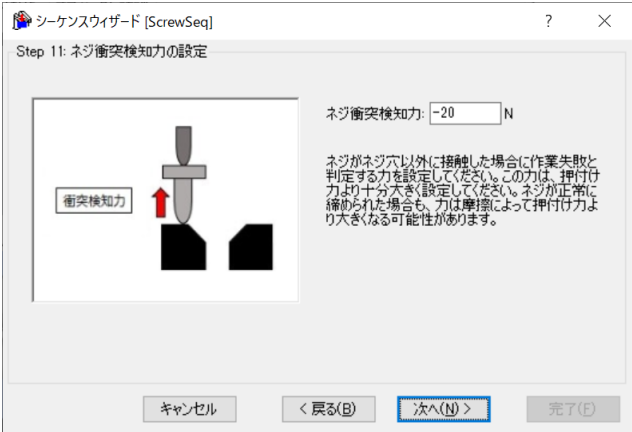 シーケンスウィザード [ScrewSeq]
Step 11: ネジ衝突検知力の設定
ネジ衝突検知力: -20 N
衝突検知力
ネジがネジ穴以外に接触した場合に作業失敗と
判定する力を設定してください。この力は、押付け
力より十分大きく設定してください。ネジが正常に
締められた場合も、力は摩擦によって押付け力よ
り大きくなる可能性があります。
キャンセル < 戻る(B) 次へ(N) > 完了(F)